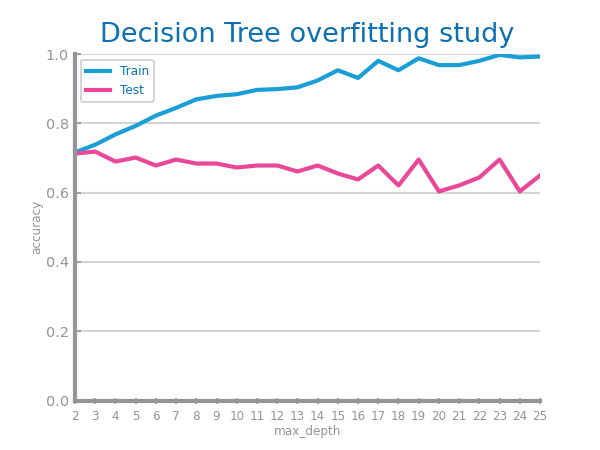 Decision Tree overfitting study
Train
Test
1.0
0.8
0.6
0.4
0.2
0.0
accuracy
2 3 4 5 6 7 8 9 10 11 12 13 14 15 16 17 18 19 20 21 22 23 24 25
max_depth